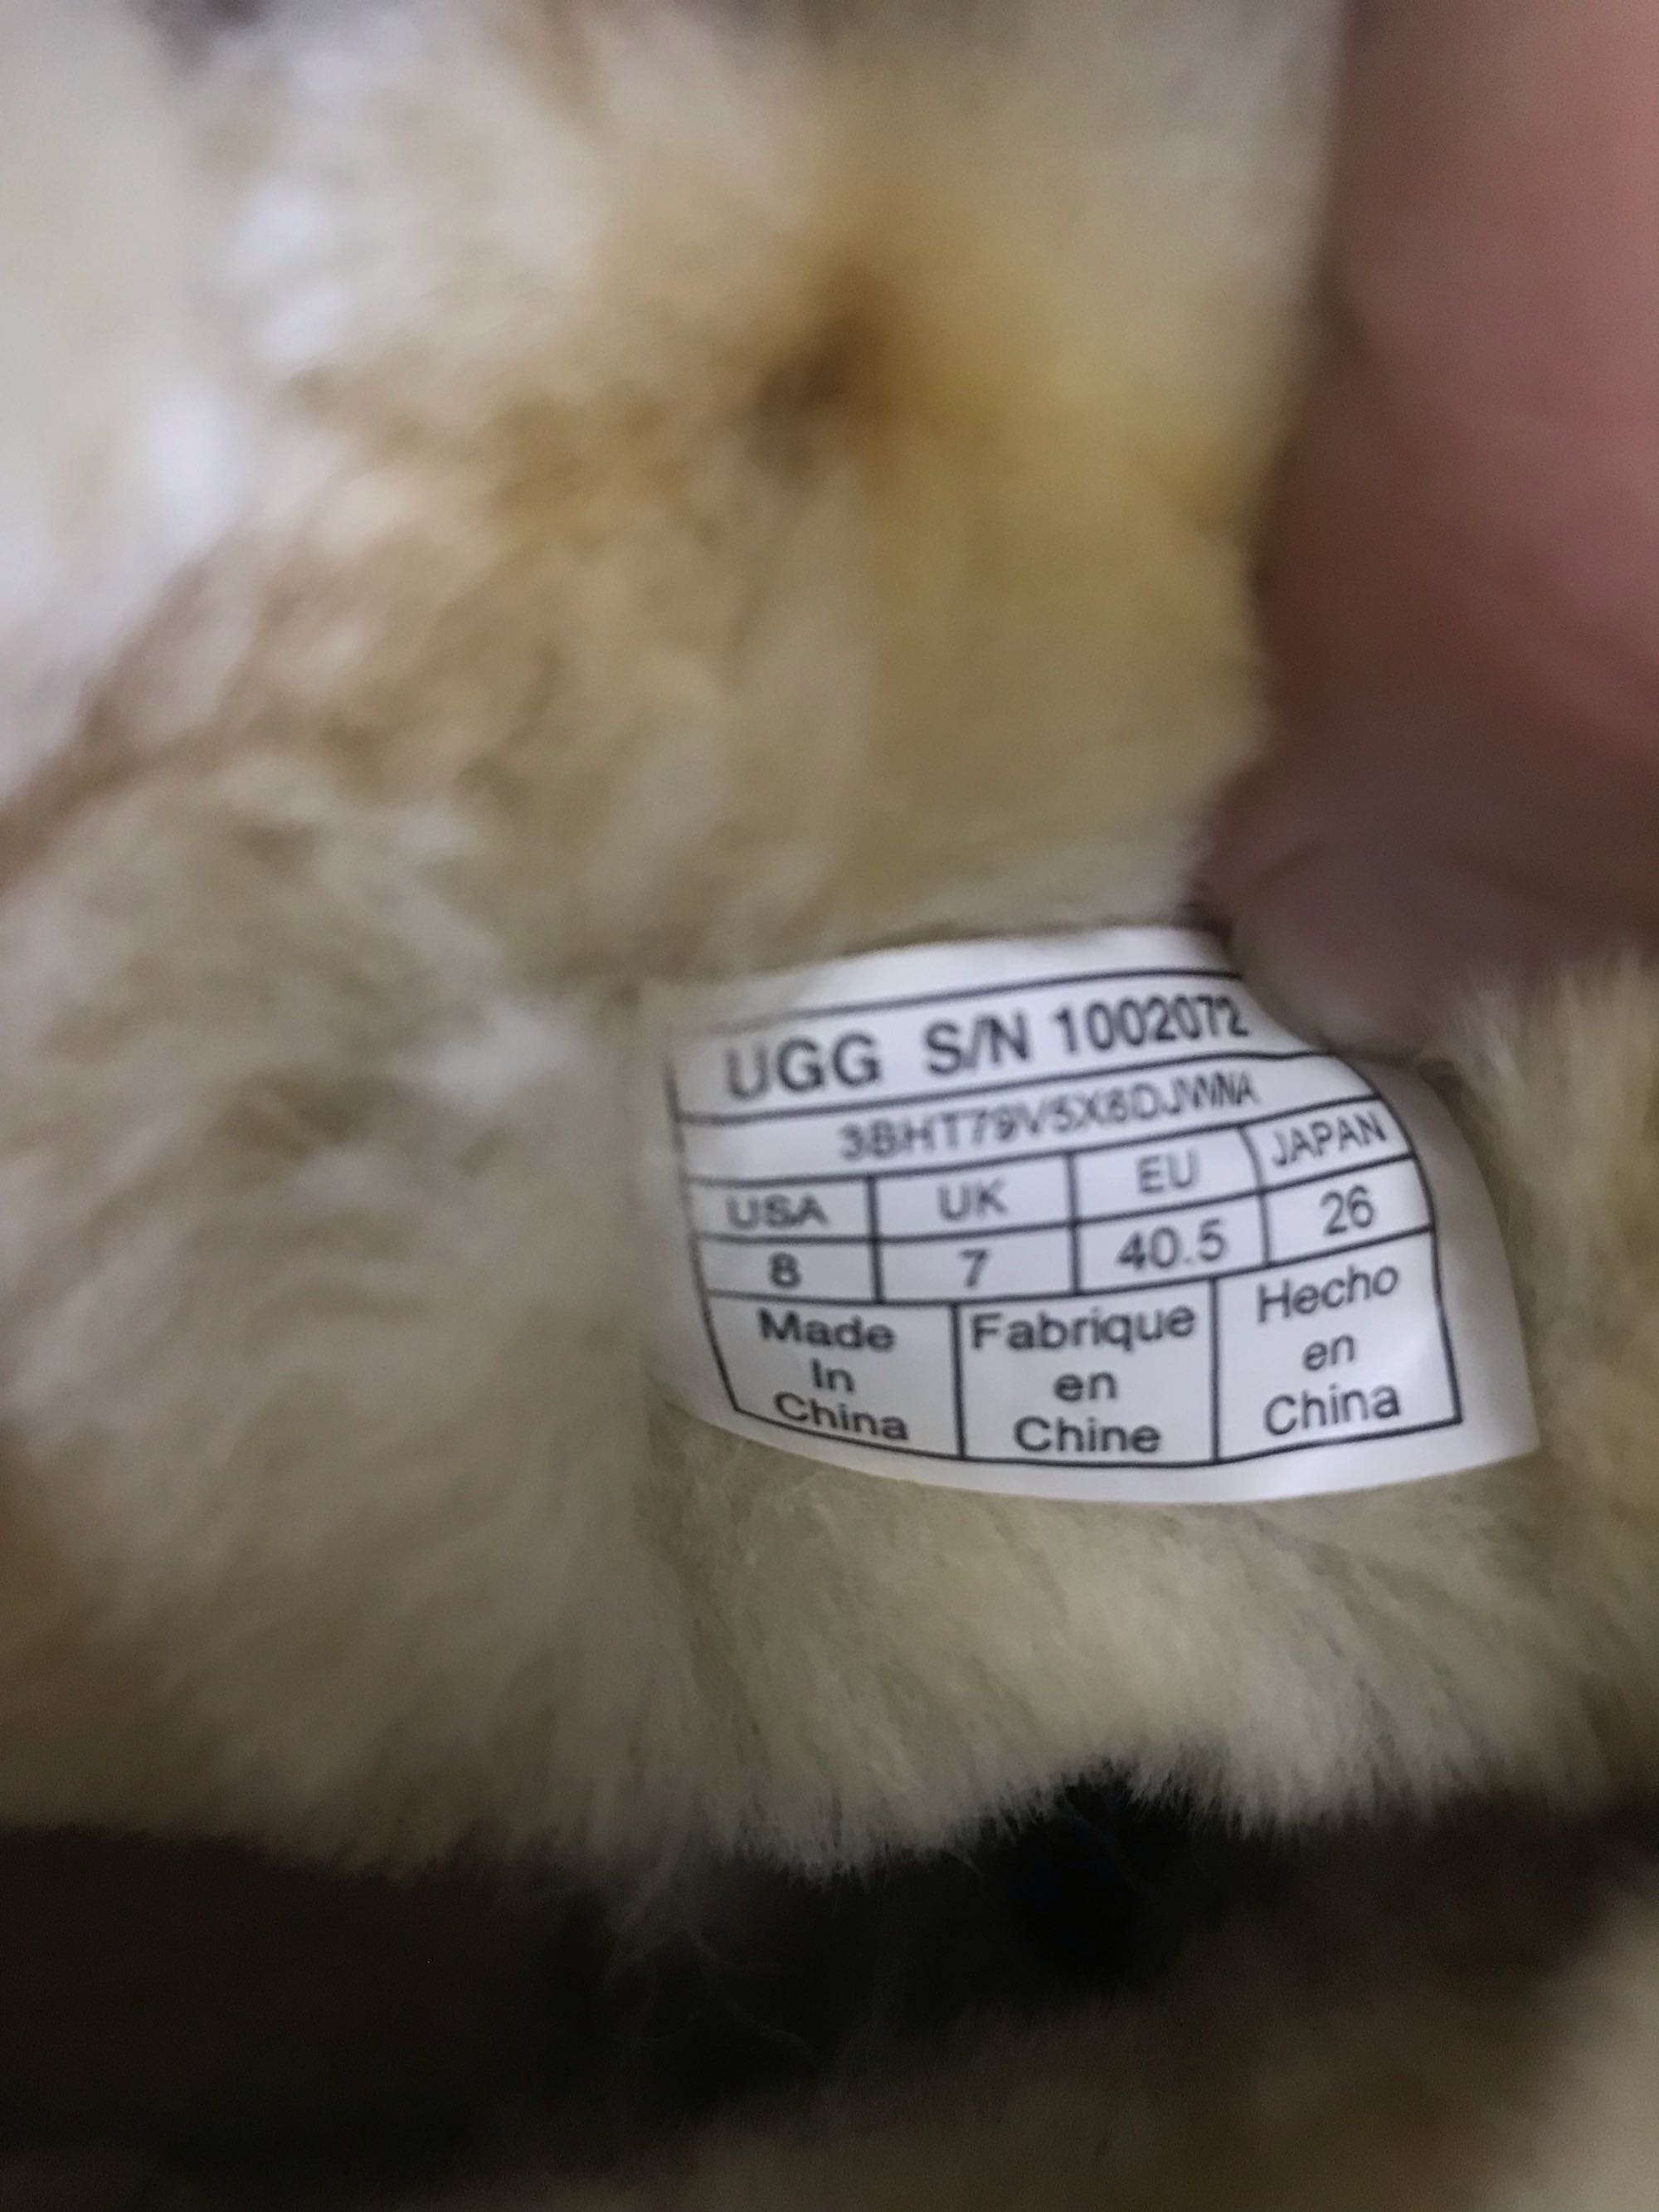 UGG S/N 1002072
3BHT79V5X6DJWNA
USA UK EU JAPAN
8 7 40.5 26
Made
In
China
Fabrique
en
Chine
Hecho
en
China